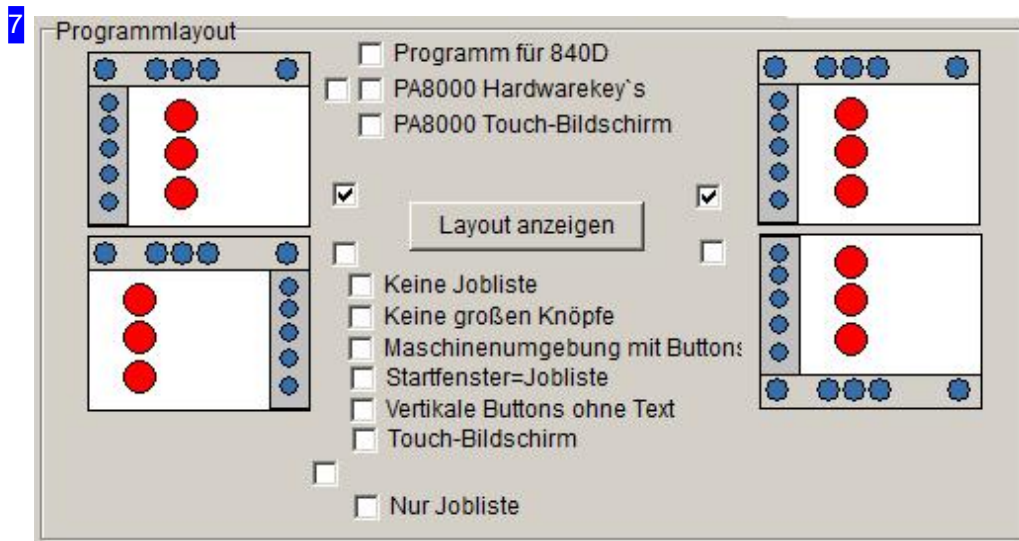 7
Programmlayout
Programm für 840D
PA8000 Hardwarekey`s
PA8000 Touch-Bildschirm
Layout anzeigen
Keine Jobliste
Keine großen Knöpfe
Maschinenumgebung mit Buttons
Startfenster=Jobliste
Vertikale Buttons ohne Text
Touch-Bildschirm
Nur Jobliste